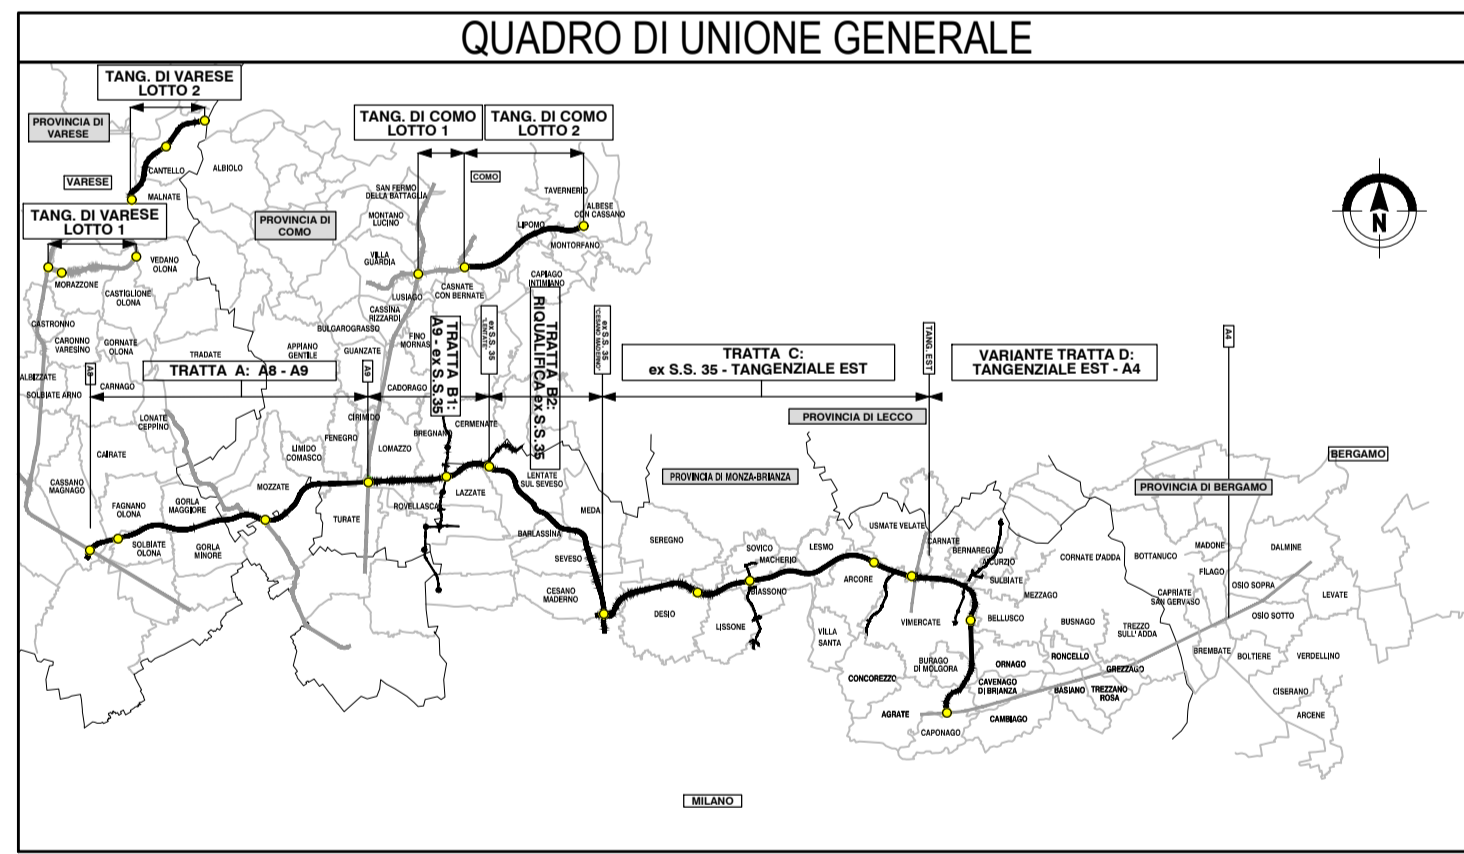 QUADRO DI UNIONE GENERALE
TANG. DI VARESE
LOTTO 2
PROVINCIA DI
VARESE
VARESE
CANTELLO
ALBIOLO
MALNATE
TANG. DI VARESE
LOTTO 1
PROVINCIA DI
COMO
TANG. DI COMO
LOTTO 1
TANG. DI COMO
LOTTO 2
COMO
SAN FERMO
DELLA BATTAGLIA
MONTANO
LUCINO
TAVERNERIO
ALBESE
CON CASSANO
LIPOMO
MONTORFANO
N
VEDANO
OLONA
MORAZZONE
CASTIGLIONE
OLONA
VILLA
GUARDIA
LUSIAGO
CASNATE
CON BERNATE
CAPIAGO
INTIMIANO
CASSINA
RIZZARDI
CASTRONNO
CARONNO
VARESINO
GORNATE
OLONA
BULGAROGRASSO
FINO
MORNAS
TRADATE
APPIANO
GENTILE
GUANZATE
TRATTA A: A8 - A9
A9
TRATTA B1:
A9 - ex S.S.35
ex S.S. 35
"LENTATE"
TRATTA B2:
RIQUALIFICA ex S.S.35
ex S.S. 35
"CESANO MADERNO"
TRATTA C:
ex S.S. 35 - TANGENZIALE EST
TANG. EST
VARIANTE TRATTA D:
TANGENZIALE EST - A4
A4
ALBIZZATE
SOLBIATE ARNO
CARNAGO
CADORAGO
LONATE
CEPPINO
CIRIMIDO
FENEGRO
BREGNANO
CERMENATE
PROVINCIA DI LECCO
CAIRATE
LIMIDO
COMASCO
LOMAZZO
BERGAMO
CASSANO
MAGNAGO
MOZZATE
LAZZATE
LENTATE
SUL SEVESO
PROVINCIA DI MONZA-BRIANZA
PROVINCIA DI BERGAMO
FAGNANO
OLONA
GORLA
MAGGIORE
TURATE
ROVELLASCA
MEDA
SOLBIATE
OLONA
GORLA
MINORE
BARLASSINA
SEVESO
SEREGNO
SOVICO
MACHERIO
LESMO
USMATE VELATE
CARNATE
BERNAREGGIO
AICURZIO
CORNATE D'ADDA
BOTTANUCO
MADONE
FILAGO
DALMINE
CESANO
MADERNO
DESIO
BIASSONO
ARCORE
SULBIATE
MEZZAGO
CAPRIATE
SAN GERVASO
OSIO SOPRA
LEVATE
LISSONE
VILLA
SANTA
VIMERCATE
BELLUSCO
BUSNAGO
TREZZO
SULL'ADDA
OSIO SOTTO
BURAGO
DI MOLGORA
ORNAGO
RONCELLO
GREZZAGO
BREMBATE
BOLTIERE
VERDELLINO
CONCOREZZO
CAVENAGO
DI BRIANZA
BASIANO
TREZZANO
ROSA
CISERANO
AGRATE
CAMBIAGO
CAPONAGO
ARCENE
MILANO